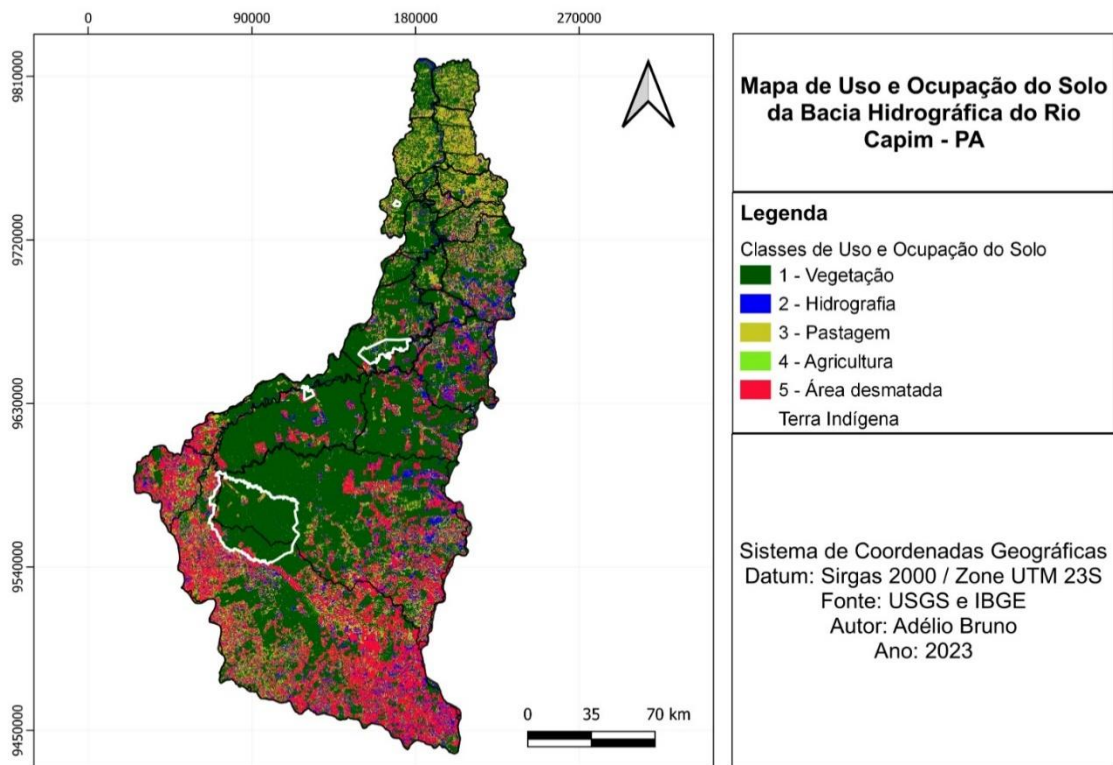 0
90000
180000
270000
9810000
9720000
9630000
9540000
9450000
0 35 70 km
Mapa de Uso e Ocupação do Solo
da Bacia Hidrográfica do Rio
Capim - PA
Legenda
Classes de Uso e Ocupação do Solo
1 - Vegetação
2 - Hidrografia
3 - Pastagem
4 - Agricultura
5 - Área desmatada
Terra Indígena
Sistema de Coordenadas Geográficas
Datum: Sirgas 2000 / Zone UTM 23S
Fonte: USGS e IBGE
Autor: Adélio Bruno
Ano: 2023